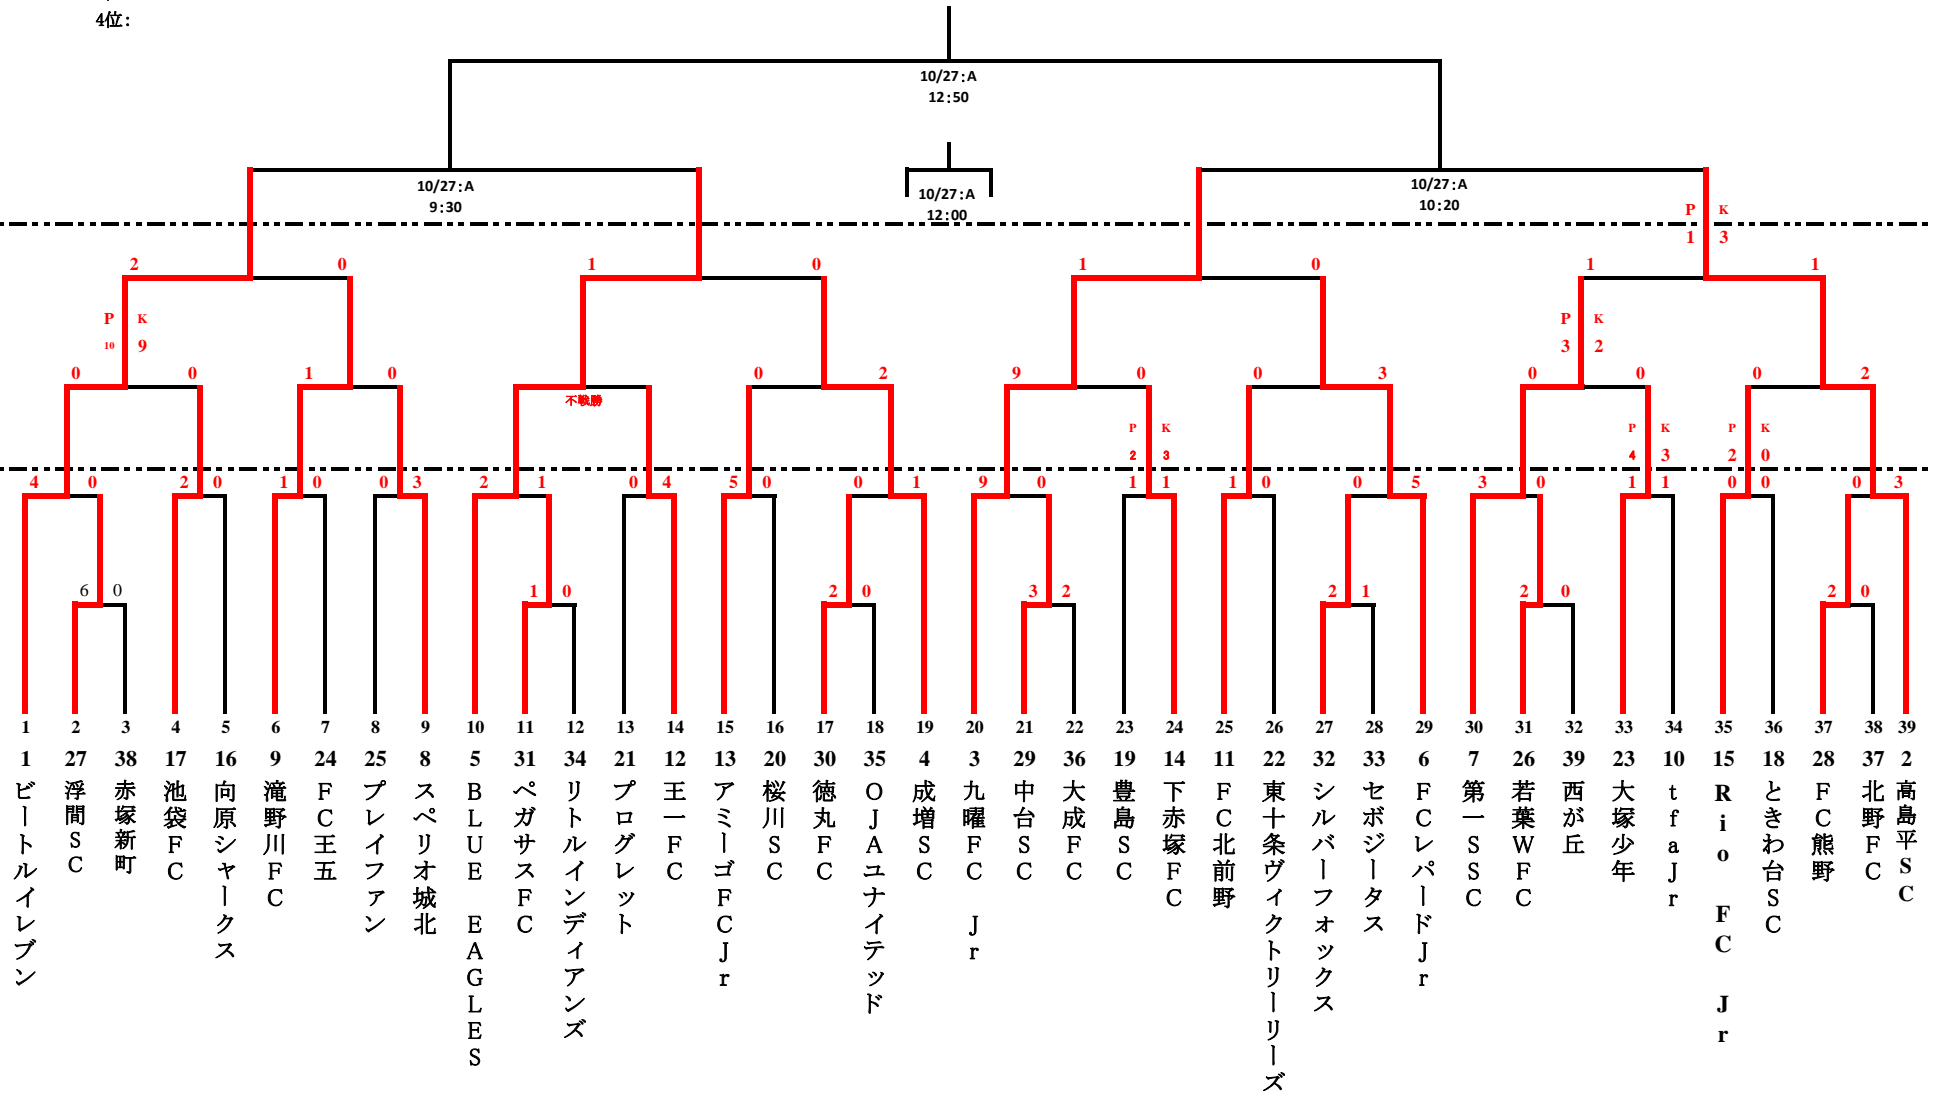 4位:
10/27:A
12:50
10/27:A
9:30
10/27:A
12:00
10/27:A
10:20
P K
1 3
2 0 1 0 1 0 1 1
P K P K
10 9 3 2
0 0 1 0 0 2 9 0 0 3 0 0 0 2
不戦勝
P K P K P K
2 3 4 3 2 0
4 0 2 0 1 0 0 3 2 1 0 4 5 0 0 1 9 0 1 1 1 0 0 5 3 0 1 1 0 0 0 3
6 0 1 0 2 0 3 2 2 1 2 0 2 0
1 2 3 4 5 6 7 8 9 10 11 12 13 14 15 16 17 18 19 20 21 22 23 24 25 26 27 28 29 30 31 32 33 34 35 36 37 38 39
1 27 38 17 16 9 24 25 8 5 31 34 21 12 13 20 30 35 4 3 29 36 19 14 11 22 32 33 6 7 26 39 23 10 15 18 28 37 2
ビートルイレブン
浮間SC
赤塚新町
池袋FC
向原シャークス
滝野川FC
FC王五
プレイファン
スペリオ城北
BLUE EAGLES
ペガサスFC
リトルインディアンズ
プログレット
王一FC
アミーゴFCJr
桜川SC
徳丸FC
OJAユナイテッド
成増SC
九曜FC Jr
中台SC
大成FC
豊島SC
下赤塚FC
FC北前野
東十条ヴィクトリーリーズ
シルバーフォックス
セボジータス
FCレパードJr
第一SSC
若葉WFC
西が丘
大塚少年
tfaJr
Rio FC Jr
ときわ台SC
FC熊野
北野FC
高島平SC